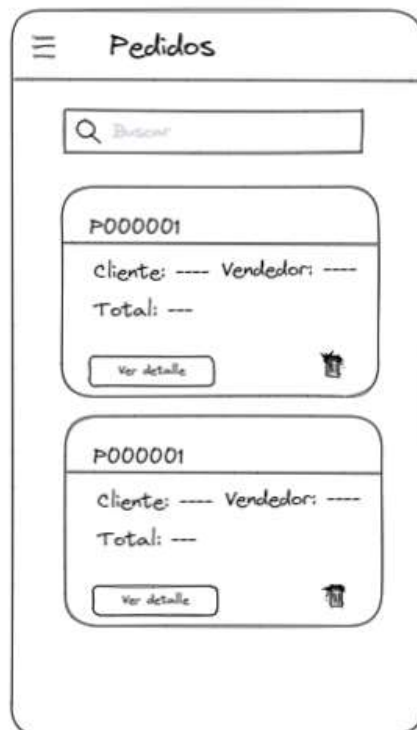 Pedidos
Buscar
P000001
Cliente: ---- Vendedor: ----
Total: ---
Ver detalle
P000001
Cliente: ---- Vendedor: ----
Total: ---
Ver detalle